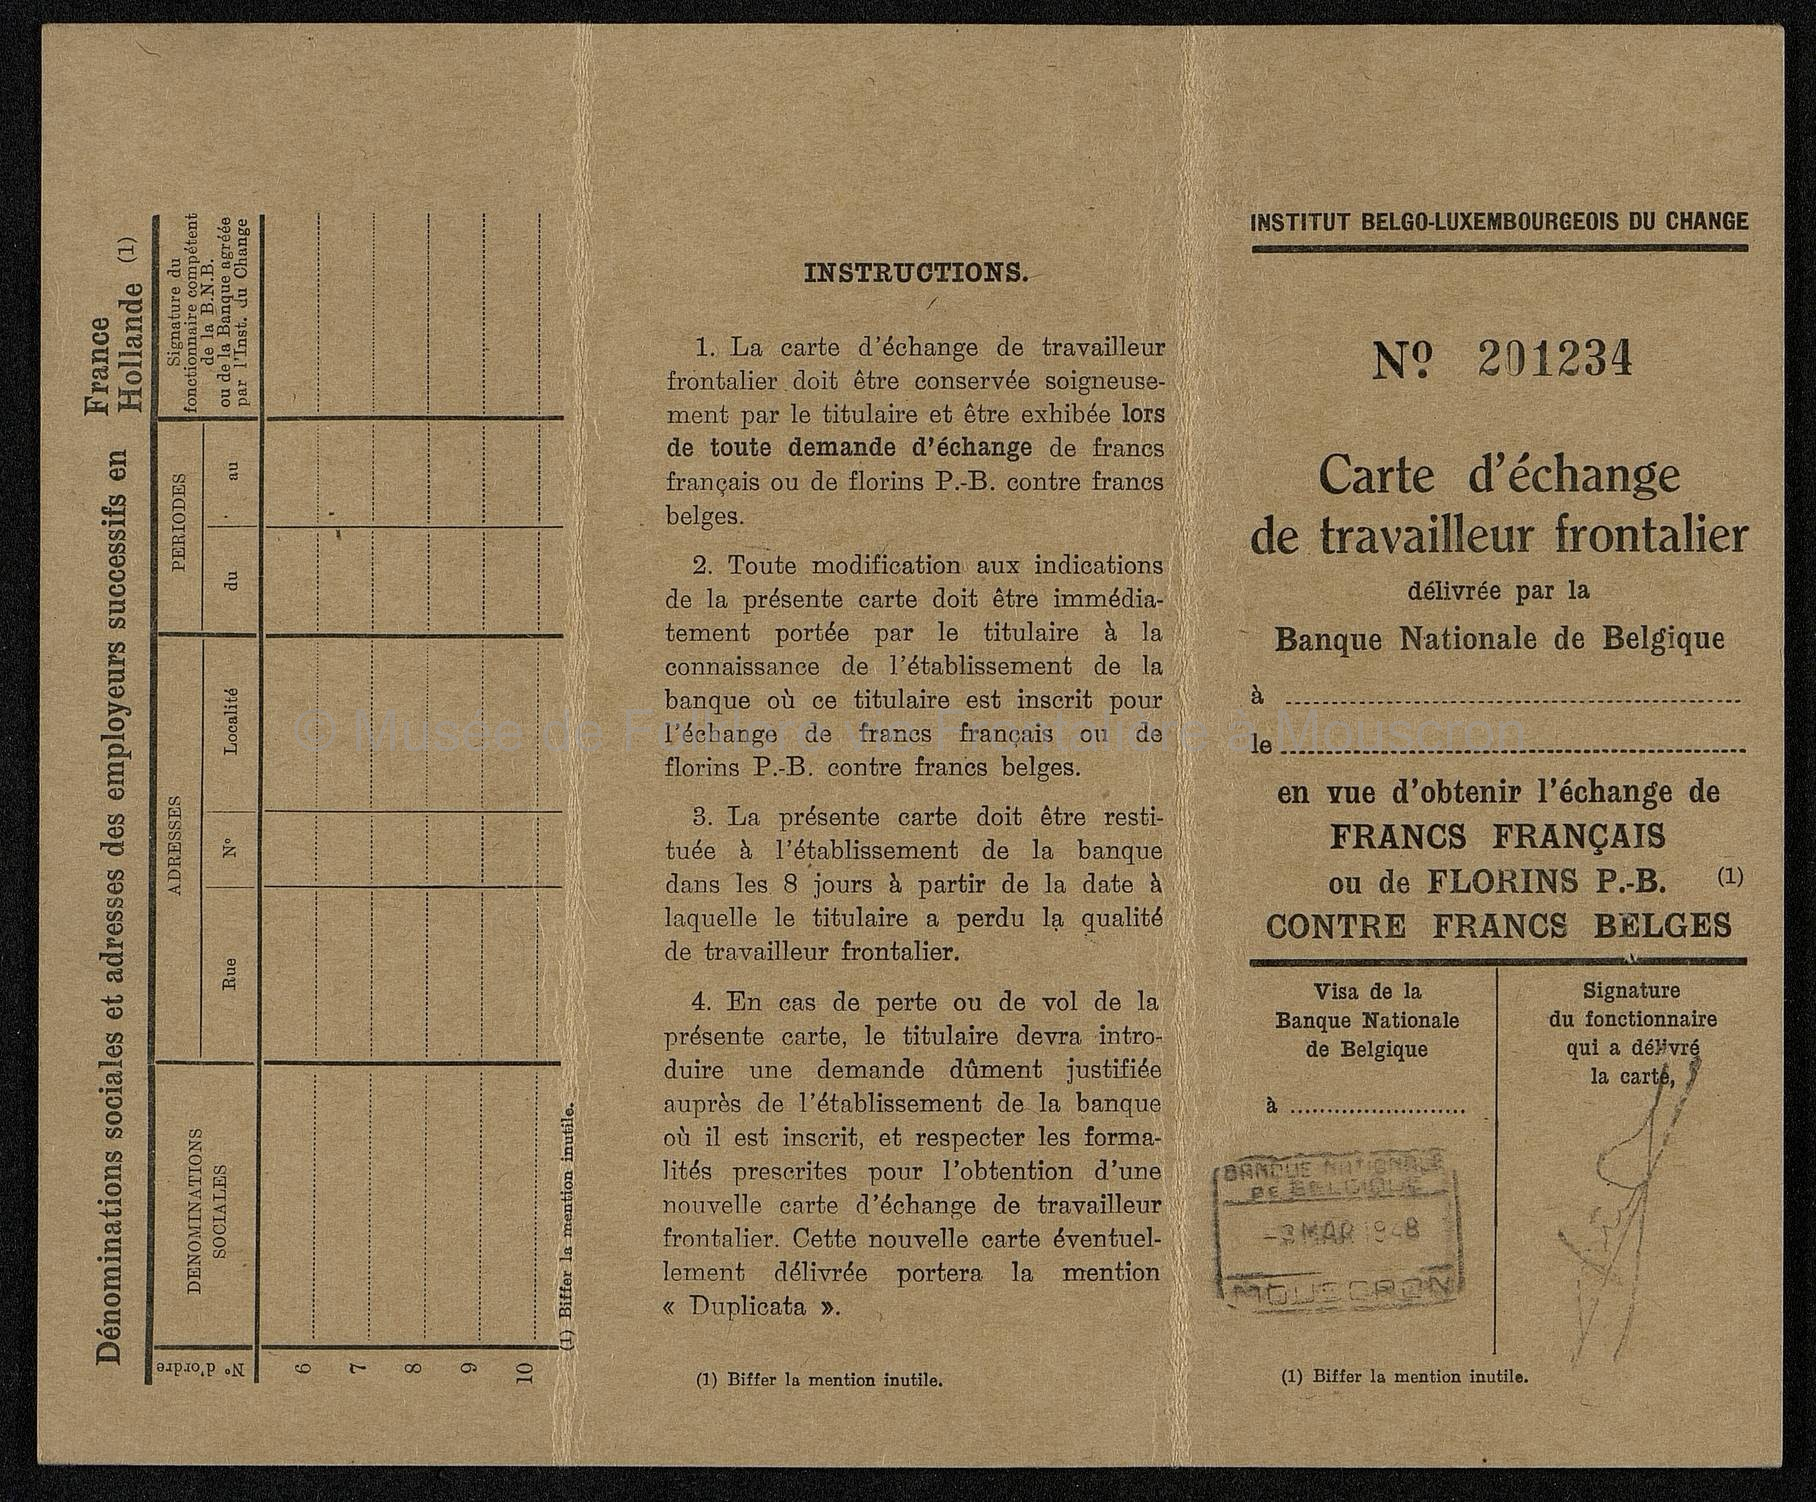 Dénominations sociales et adresses des employeurs successifs en
France
Hollande (1)
N° d'ordre
DENOMINATIONS
SOCIALES
ADRESSES
Rue
N°
Localité
PERIODES
du
au
Signature du
fonctionnaire compétent
de la B.N.B.
ou de la Banque agréée
par l'Inst. du Change
6
7
8
9
10
(1) Biffer la mention inutile.
INSTRUCTIONS.
1. La carte d'échange de travailleur
frontalier doit être conservée soigneuse-
ment par le titulaire et être exhibée lors
de toute demande d'échange de francs
français ou de florins P.-B. contre francs
belges.
2. Toute modification aux indications
de la présente carte doit être immédia-
tement portée par le titulaire à la
connaissance de l'établissement de la
banque où ce titulaire est inscrit pour
l'échange de francs français ou de
florins P.-B. contre francs belges.
3. La présente carte doit être resti-
tuée à l'établissement de la banque
dans les 8 jours à partir de la date à
laquelle le titulaire a perdu la qualité
de travailleur frontalier.
4. En cas de perte ou de vol de la
présente carte, le titulaire devra intro-
duire une demande dûment justifiée
auprès de l'établissement de la banque
où il est inscrit, et respecter les forma-
lités prescrites pour l'obtention d'une
nouvelle carte d'échange de travailleur
frontalier. Cette nouvelle carte éventuel-
lement délivrée portera la mention
« Duplicata ».
(1) Biffer la mention inutile.
INSTITUT BELGO-LUXEMBOURGEOIS DU CHANGE
Nº 201234
Carte d'échange
de travailleur frontalier
délivrée par la
Banque Nationale de Belgique
à
le
en vue d'obtenir l'échange de
FRANCS FRANÇAIS
ou de FLORINS P.-B. (1)
CONTRE FRANCS BELGES
Visa de la
Banque Nationale
de Belgique
à
BANQUE NATIONALE
DE BELGIQUE
MAR 1948
MOUSCRON
Signature
du fonctionnaire
qui a délivré
la carte,
(1) Biffer la mention inutile.
© Musée de Folklore vie Frontalière à Mouscron